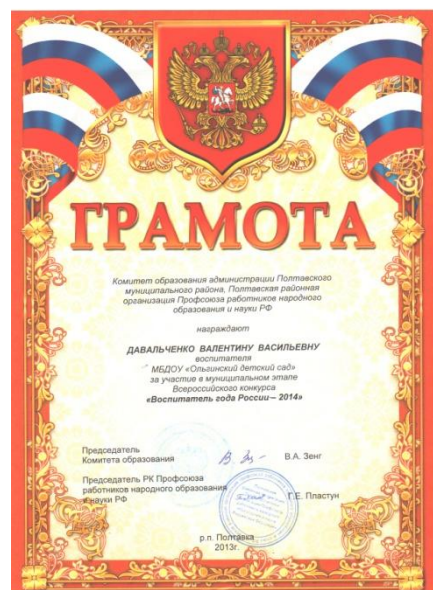 ГРАМОТА
Комитет образования администрации Полтавского
муниципального района, Полтавская районная
организация Профсоюза работников народного
образования и науки РФ
награждают
ДАВАЛЬЧЕНКО ВАЛЕНТИНУ ВАСИЛЬЕВНУ
воспитателя
МБДОУ «Ольгинский детский сад»
за участие в муниципальном этапе
Всероссийского конкурса
«Воспитатель года России – 2014»
Председатель
Комитета образования В.А. Зенг
Председатель РК Профсоюза
работников народного образования
и науки РФ Г.Е. Пластун
р.п. Полтавка
2013г.